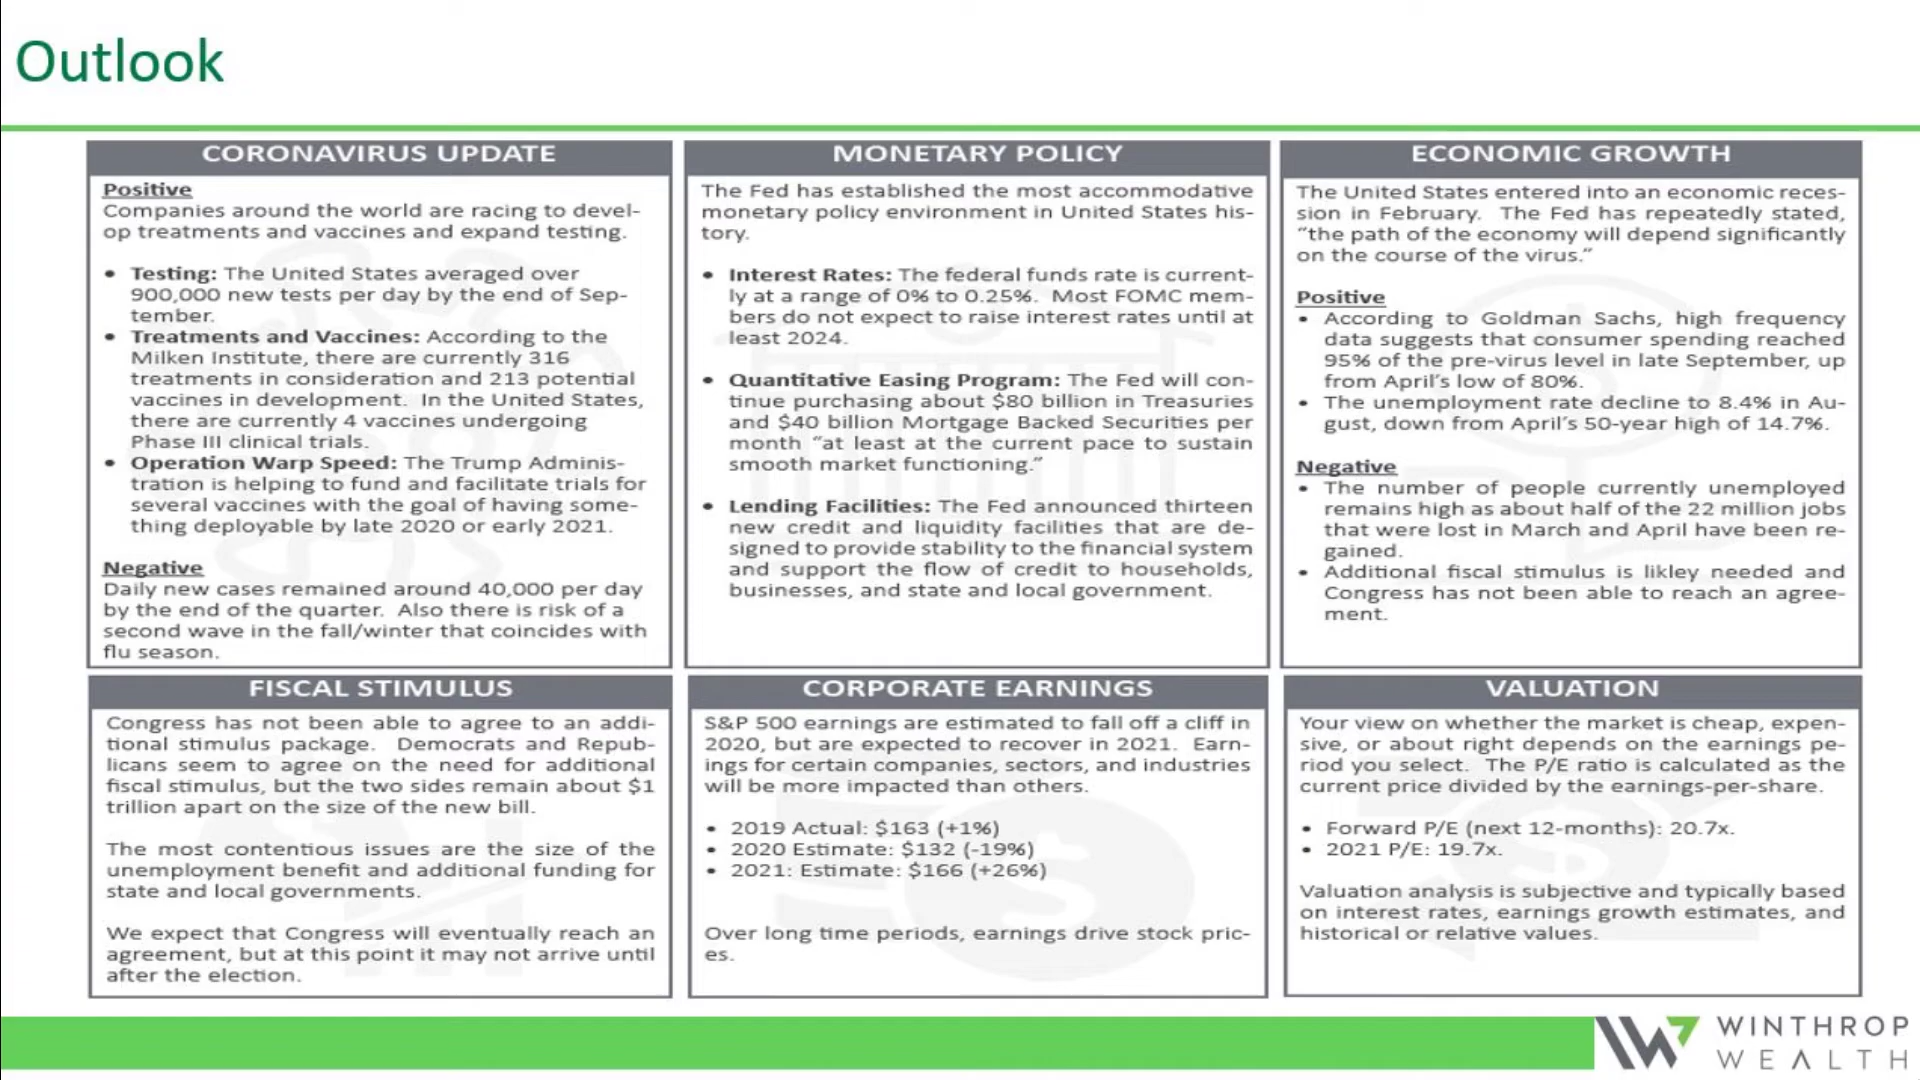 Outlook
CORONAVIRUS UPDATE
Positive
Companies around the world are racing to devel-
op treatments and vaccines and expand testing.
• Testing: The United States averaged over
900,000 new tests per day by the end of Sep-
tember.
• Treatments and Vaccines: According to the
Milken Institute, there are currently 316
treatments in consideration and 213 potential
vaccines in development. In the United States,
there are currently 4 vaccines undergoing
Phase III clinical trials.
• Operation Warp Speed: The Trump Adminis-
tration is helping to fund and facilitate trials for
several vaccines with the goal of having some-
thing deployable by late 2020 or early 2021.
Negative
Daily new cases remained around 40,000 per day
by the end of the quarter. Also there is risk of a
second wave in the fall/winter that coincides with
flu season.
MONETARY POLICY
The Fed has established the most accommodative
monetary policy environment in United States his-
tory.
• Interest Rates: The federal funds rate is current-
ly at a range of 0% to 0.25%. Most FOMC mem-
bers do not expect to raise interest rates until at
least 2024.
• Quantitative Easing Program: The Fed will con-
tinue purchasing about $80 billion in Treasuries
and $40 billion Mortgage Backed Securities per
month “at least at the current pace to sustain
smooth market functioning.”
• Lending Facilities: The Fed announced thirteen
new credit and liquidity facilities that are de-
signed to provide stability to the financial system
and support the flow of credit to households,
businesses, and state and local government.
ECONOMIC GROWTH
The United States entered into an economic reces-
sion in February. The Fed has repeatedly stated,
“the path of the economy will depend significantly
on the course of the virus.”
Positive
• According to Goldman Sachs, high frequency
data suggests that consumer spending reached
95% of the pre-virus level in late September, up
from April’s low of 80%.
• The unemployment rate decline to 8.4% in Au-
gust, down from April’s 50-year high of 14.7%.
Negative
• The number of people currently unemployed
remains high as about half of the 22 million jobs
that were lost in March and April have been re-
gained.
• Additional fiscal stimulus is likley needed and
Congress has not been able to reach an agree-
ment.
FISCAL STIMULUS
Congress has not been able to agree to an addi-
tional stimulus package. Democrats and Repub-
licans seem to agree on the need for additional
fiscal stimulus, but the two sides remain about $1
trillion apart on the size of the new bill.
The most contentious issues are the size of the
unemployment benefit and additional funding for
state and local governments.
We expect that Congress will eventually reach an
agreement, but at this point it may not arrive until
after the election.
CORPORATE EARNINGS
S&P 500 earnings are estimated to fall off a cliff in
2020, but are expected to recover in 2021. Earn-
ings for certain companies, sectors, and industries
will be more impacted than others.
• 2019 Actual: $163 (+1%)
• 2020 Estimate: $132 (-19%)
• 2021: Estimate: $166 (+26%)
Over long time periods, earnings drive stock pric-
es.
VALUATION
Your view on whether the market is cheap, expen-
sive, or about right depends on the earnings pe-
riod you select. The P/E ratio is calculated as the
current price divided by the earnings-per-share.
• Forward P/E (next 12-months): 20.7x.
• 2021 P/E: 19.7x.
Valuation analysis is subjective and typically based
on interest rates, earnings growth estimates, and
historical or relative values.
WINTHROP
WEALTH